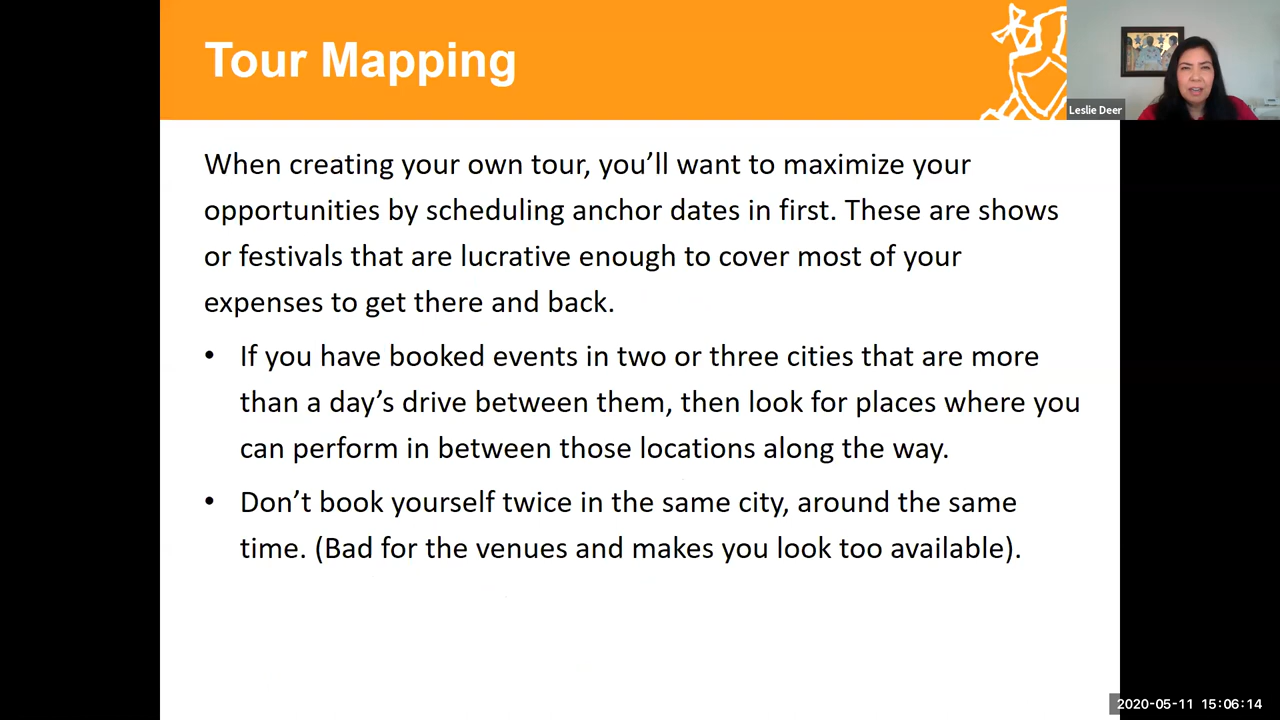 Tour Mapping
Leslie Deer
When creating your own tour, you’ll want to maximize your
opportunities by scheduling anchor dates in first. These are shows
or festivals that are lucrative enough to cover most of your
expenses to get there and back.
• If you have booked events in two or three cities that are more
than a day’s drive between them, then look for places where you
can perform in between those locations along the way.
• Don’t book yourself twice in the same city, around the same
time. (Bad for the venues and makes you look too available).
2020-05-11 15:06:14